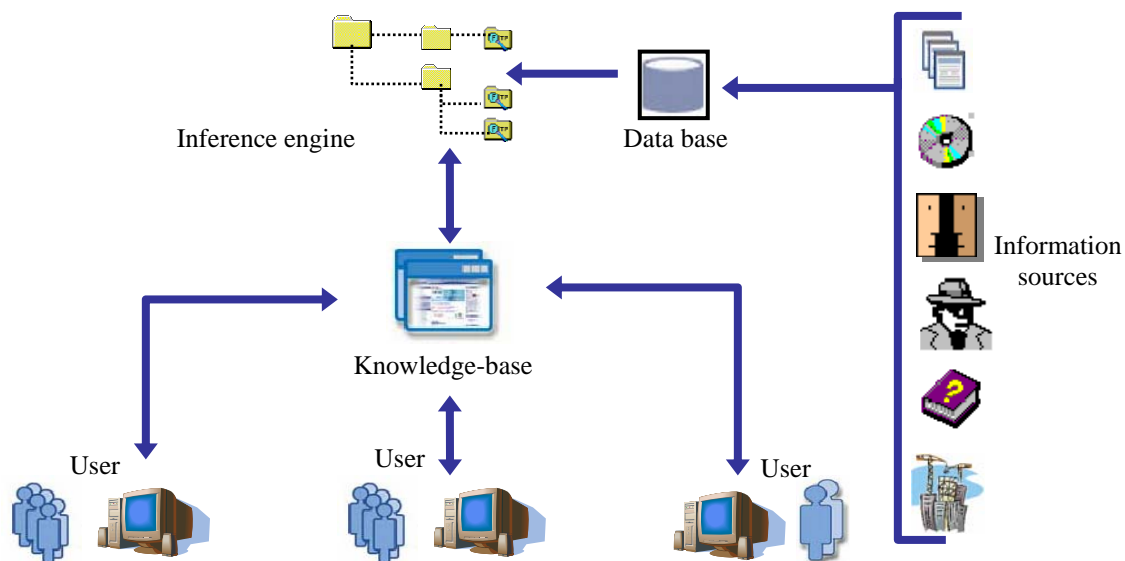 Inference engine
Data base
Information
sources
Knowledge-base
User
User
User